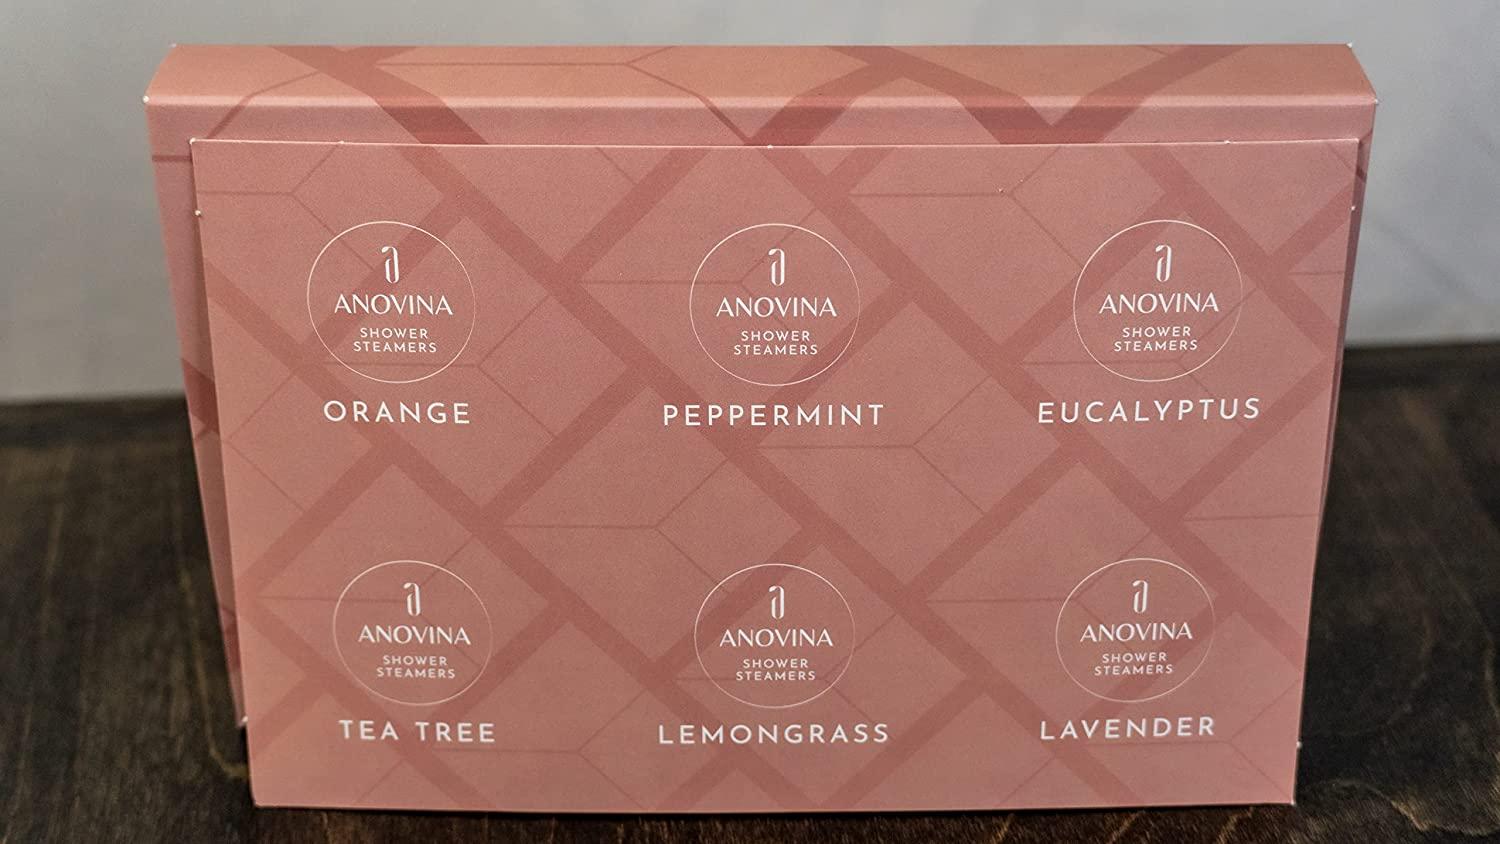 ANOVINA
SHOWER
STEAMERS
ORANGE
ANOVINA
SHOWER
STEAMERS
PEPPERMINT
ANOVINA
SHOWER
STEAMERS
EUCALYPTUS
ANOVINA
SHOWER
STEAMERS
TEA TREE
ANOVINA
SHOWER
STEAMERS
LEMONGRASS
ANOVINA
SHOWER
STEAMERS
LAVENDER